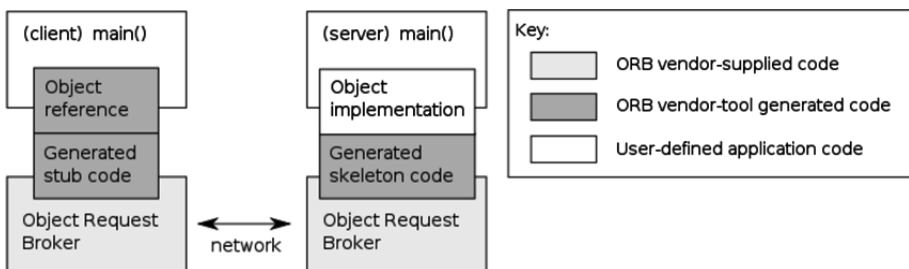 (client) main()
Object
reference
Generated
stub code
Object Request
Broker
network
(server) main()
Object
implementation
Generated
skeleton code
Object Request
Broker
Key:
ORB vendor-supplied code
ORB vendor-tool generated code
User-defined application code